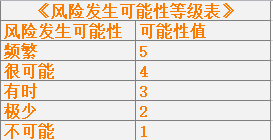 《风险发生可能性等级表》
风险发生可能性 可能性值
频繁 5
很可能 4
有时 3
极少 2
不可能 1